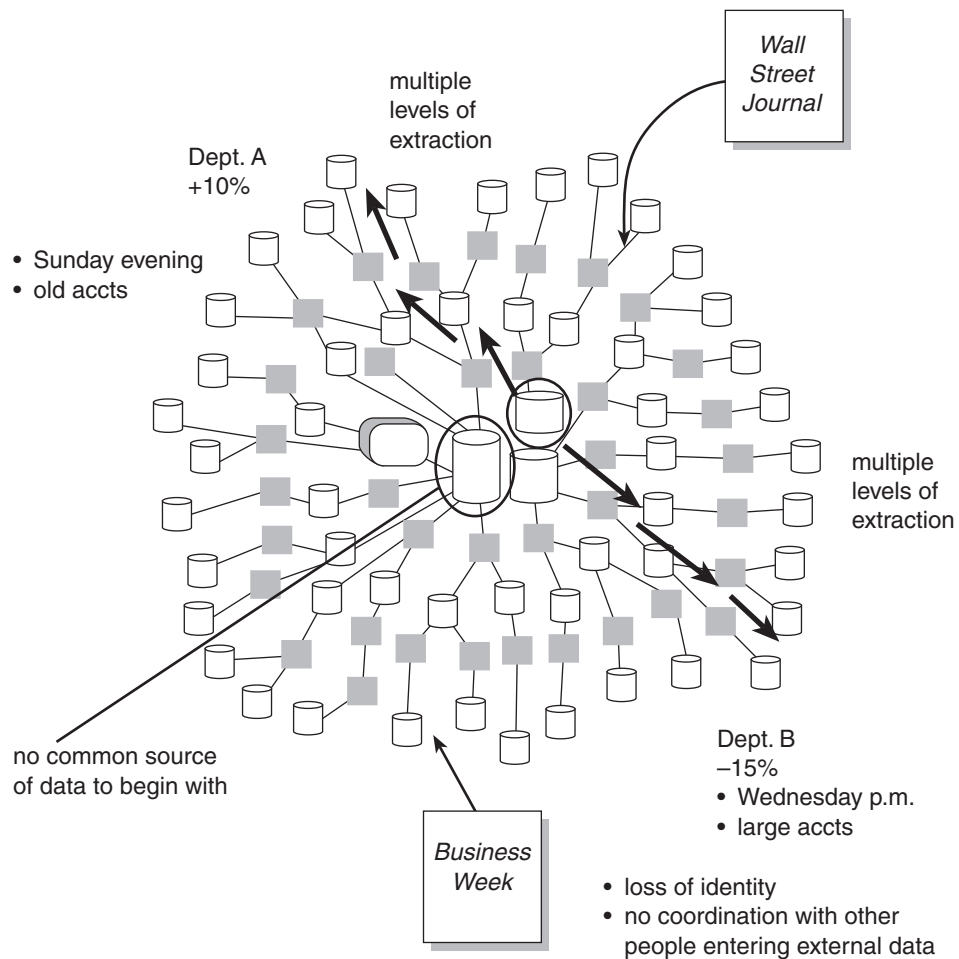 Wall
Street
Journal
multiple
levels of
extraction
Dept. A
+10%
• Sunday evening
• old accts
multiple
levels of
extraction
no common source
of data to begin with
Dept. B
–15%
• Wednesday p.m.
• large accts
Business
Week
• loss of identity
• no coordination with other
people entering external data